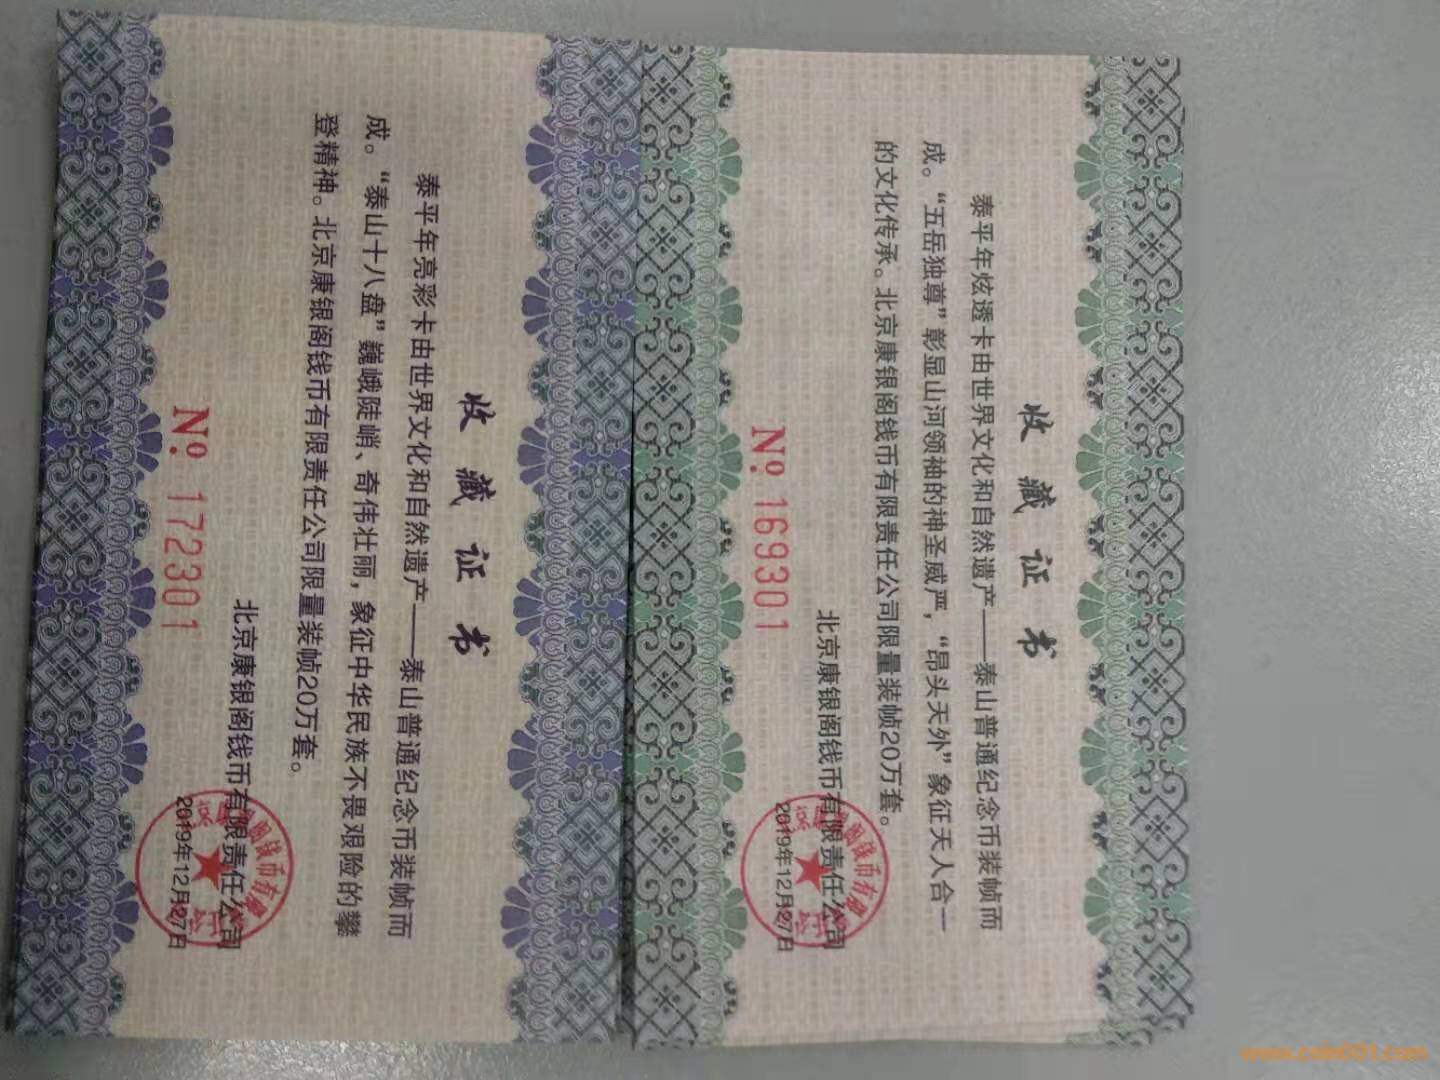 收藏证书
泰平年亮彩卡由世界文化和自然遗产——泰山普通纪念币装帧而
成。“泰山十八盘”巍峨陡峭、奇伟壮丽，象征中华民族不畏艰险的攀
登精神。北京康银阁钱币有限责任公司限量装帧20万套。
北京康银阁钱币有限责任公司
2019年12月27日
№ 172301
收藏证书
泰平年炫透卡由世界文化和自然遗产——泰山普通纪念币装帧而
成。“五岳独尊”彰显山河领袖的神圣威严，“昂头天外”象征天人合一
的文化传承。北京康银阁钱币有限责任公司限量装帧20万套。
北京康银阁钱币有限责任公司
2019年12月27日
№ 169301
www.coin001.com